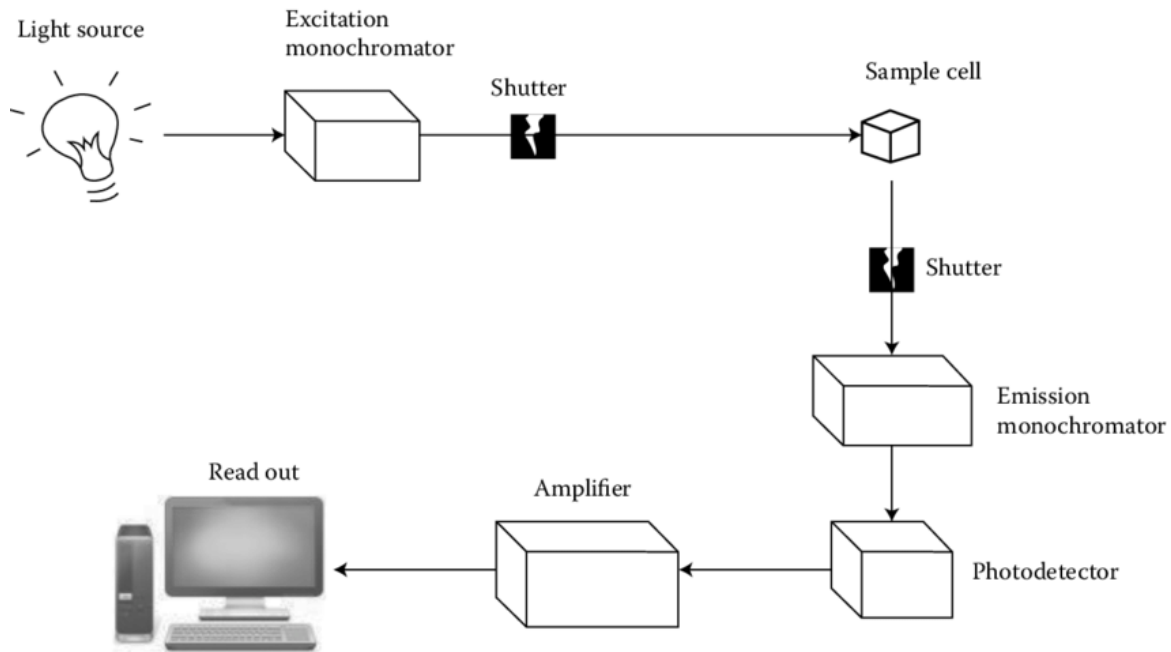 Light source
Excitation
monochromator
Shutter
Sample cell
Shutter
Emission
monochromator
Read out
Amplifier
Photodetector